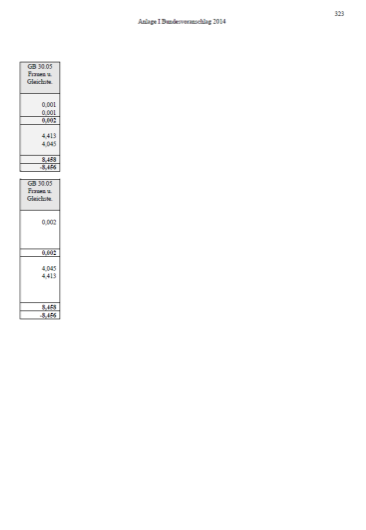 323
Anlage I Bundesvoranschlag 2014
GB 30.05
Frauen u.
Gleichste.
0,001
0,001
0,002
4,413
4,045
8,458
-8,456
GB 30.05
Frauen u.
Gleichste.
0,002
0,002
4,045
4,413
8,458
-8,456